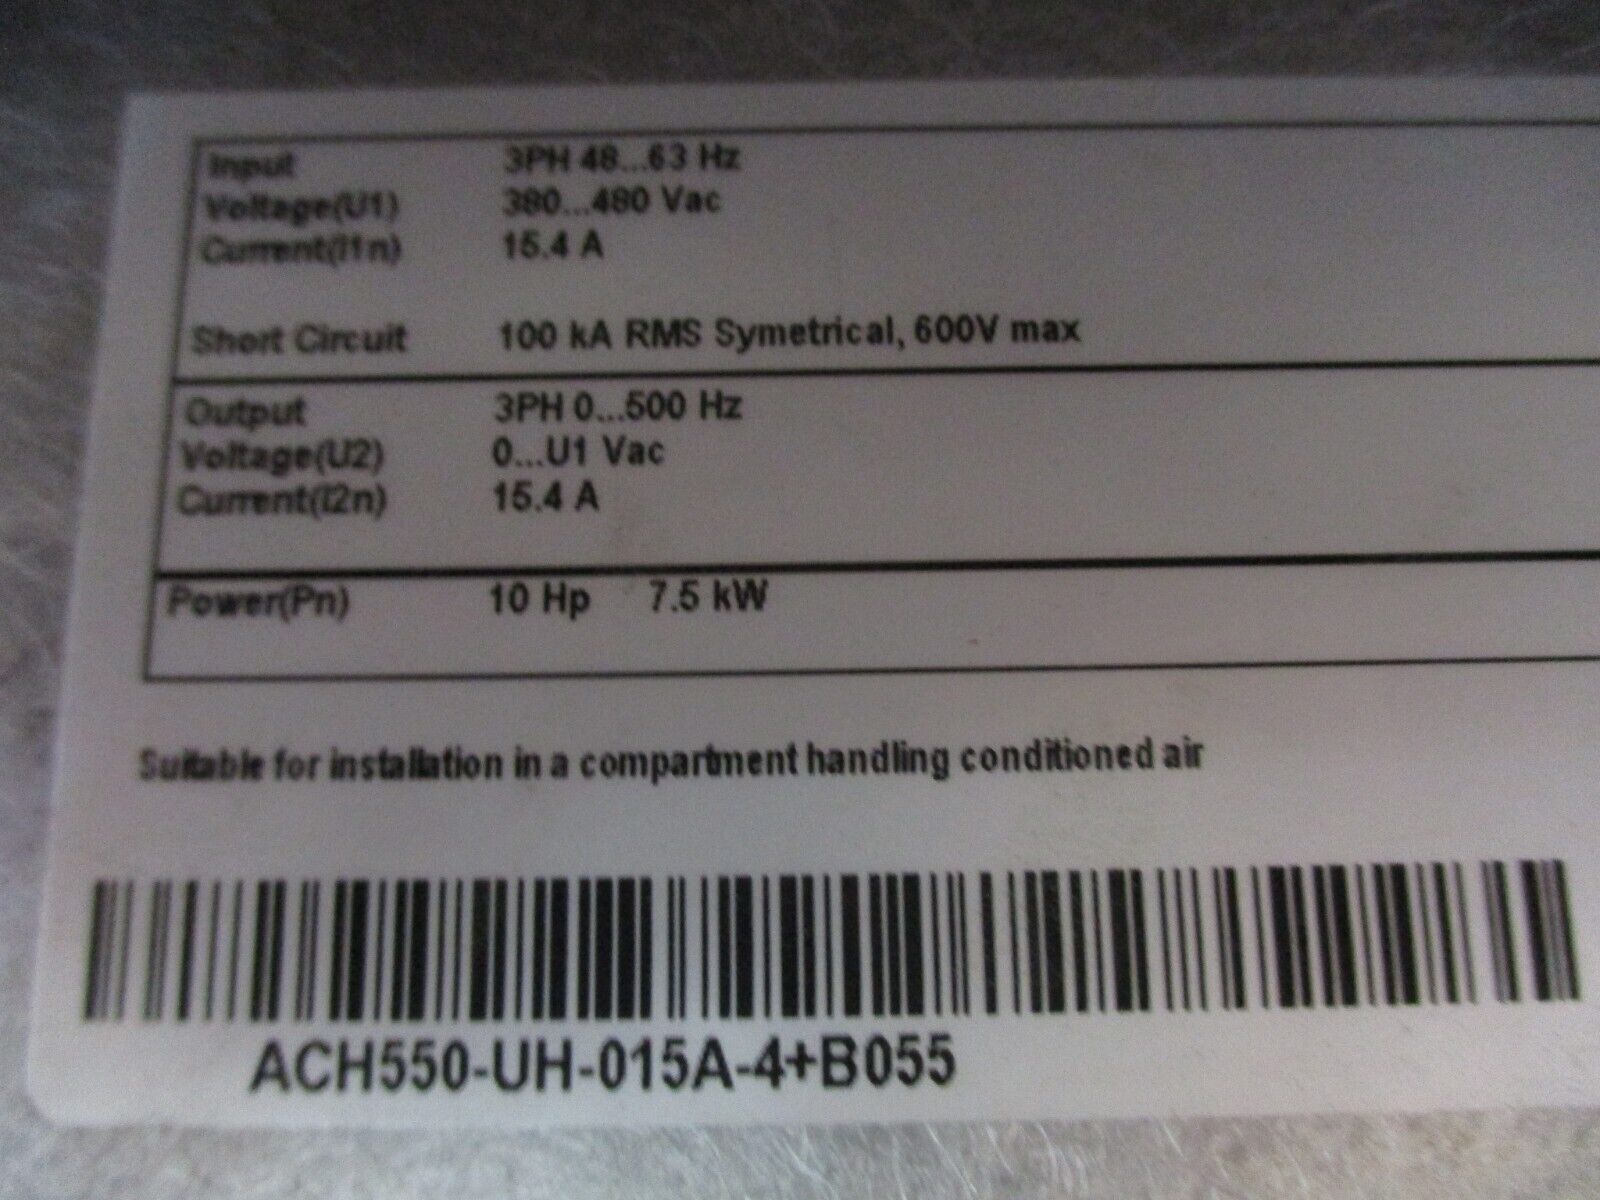 Input 3PH 48...63 Hz
Voltage(U1) 380...480 Vac
Current(I1n) 15.4 A
Short Circuit 100 kA RMS Symetrical, 600V max
Output 3PH 0...500 Hz
Voltage(U2) 0...U1 Vac
Current(I2n) 15.4 A
Power(Pn) 10 Hp 7.5 kW
Suitable for installation in a compartment handling conditioned air
ACH550-UH-015A-4+B055